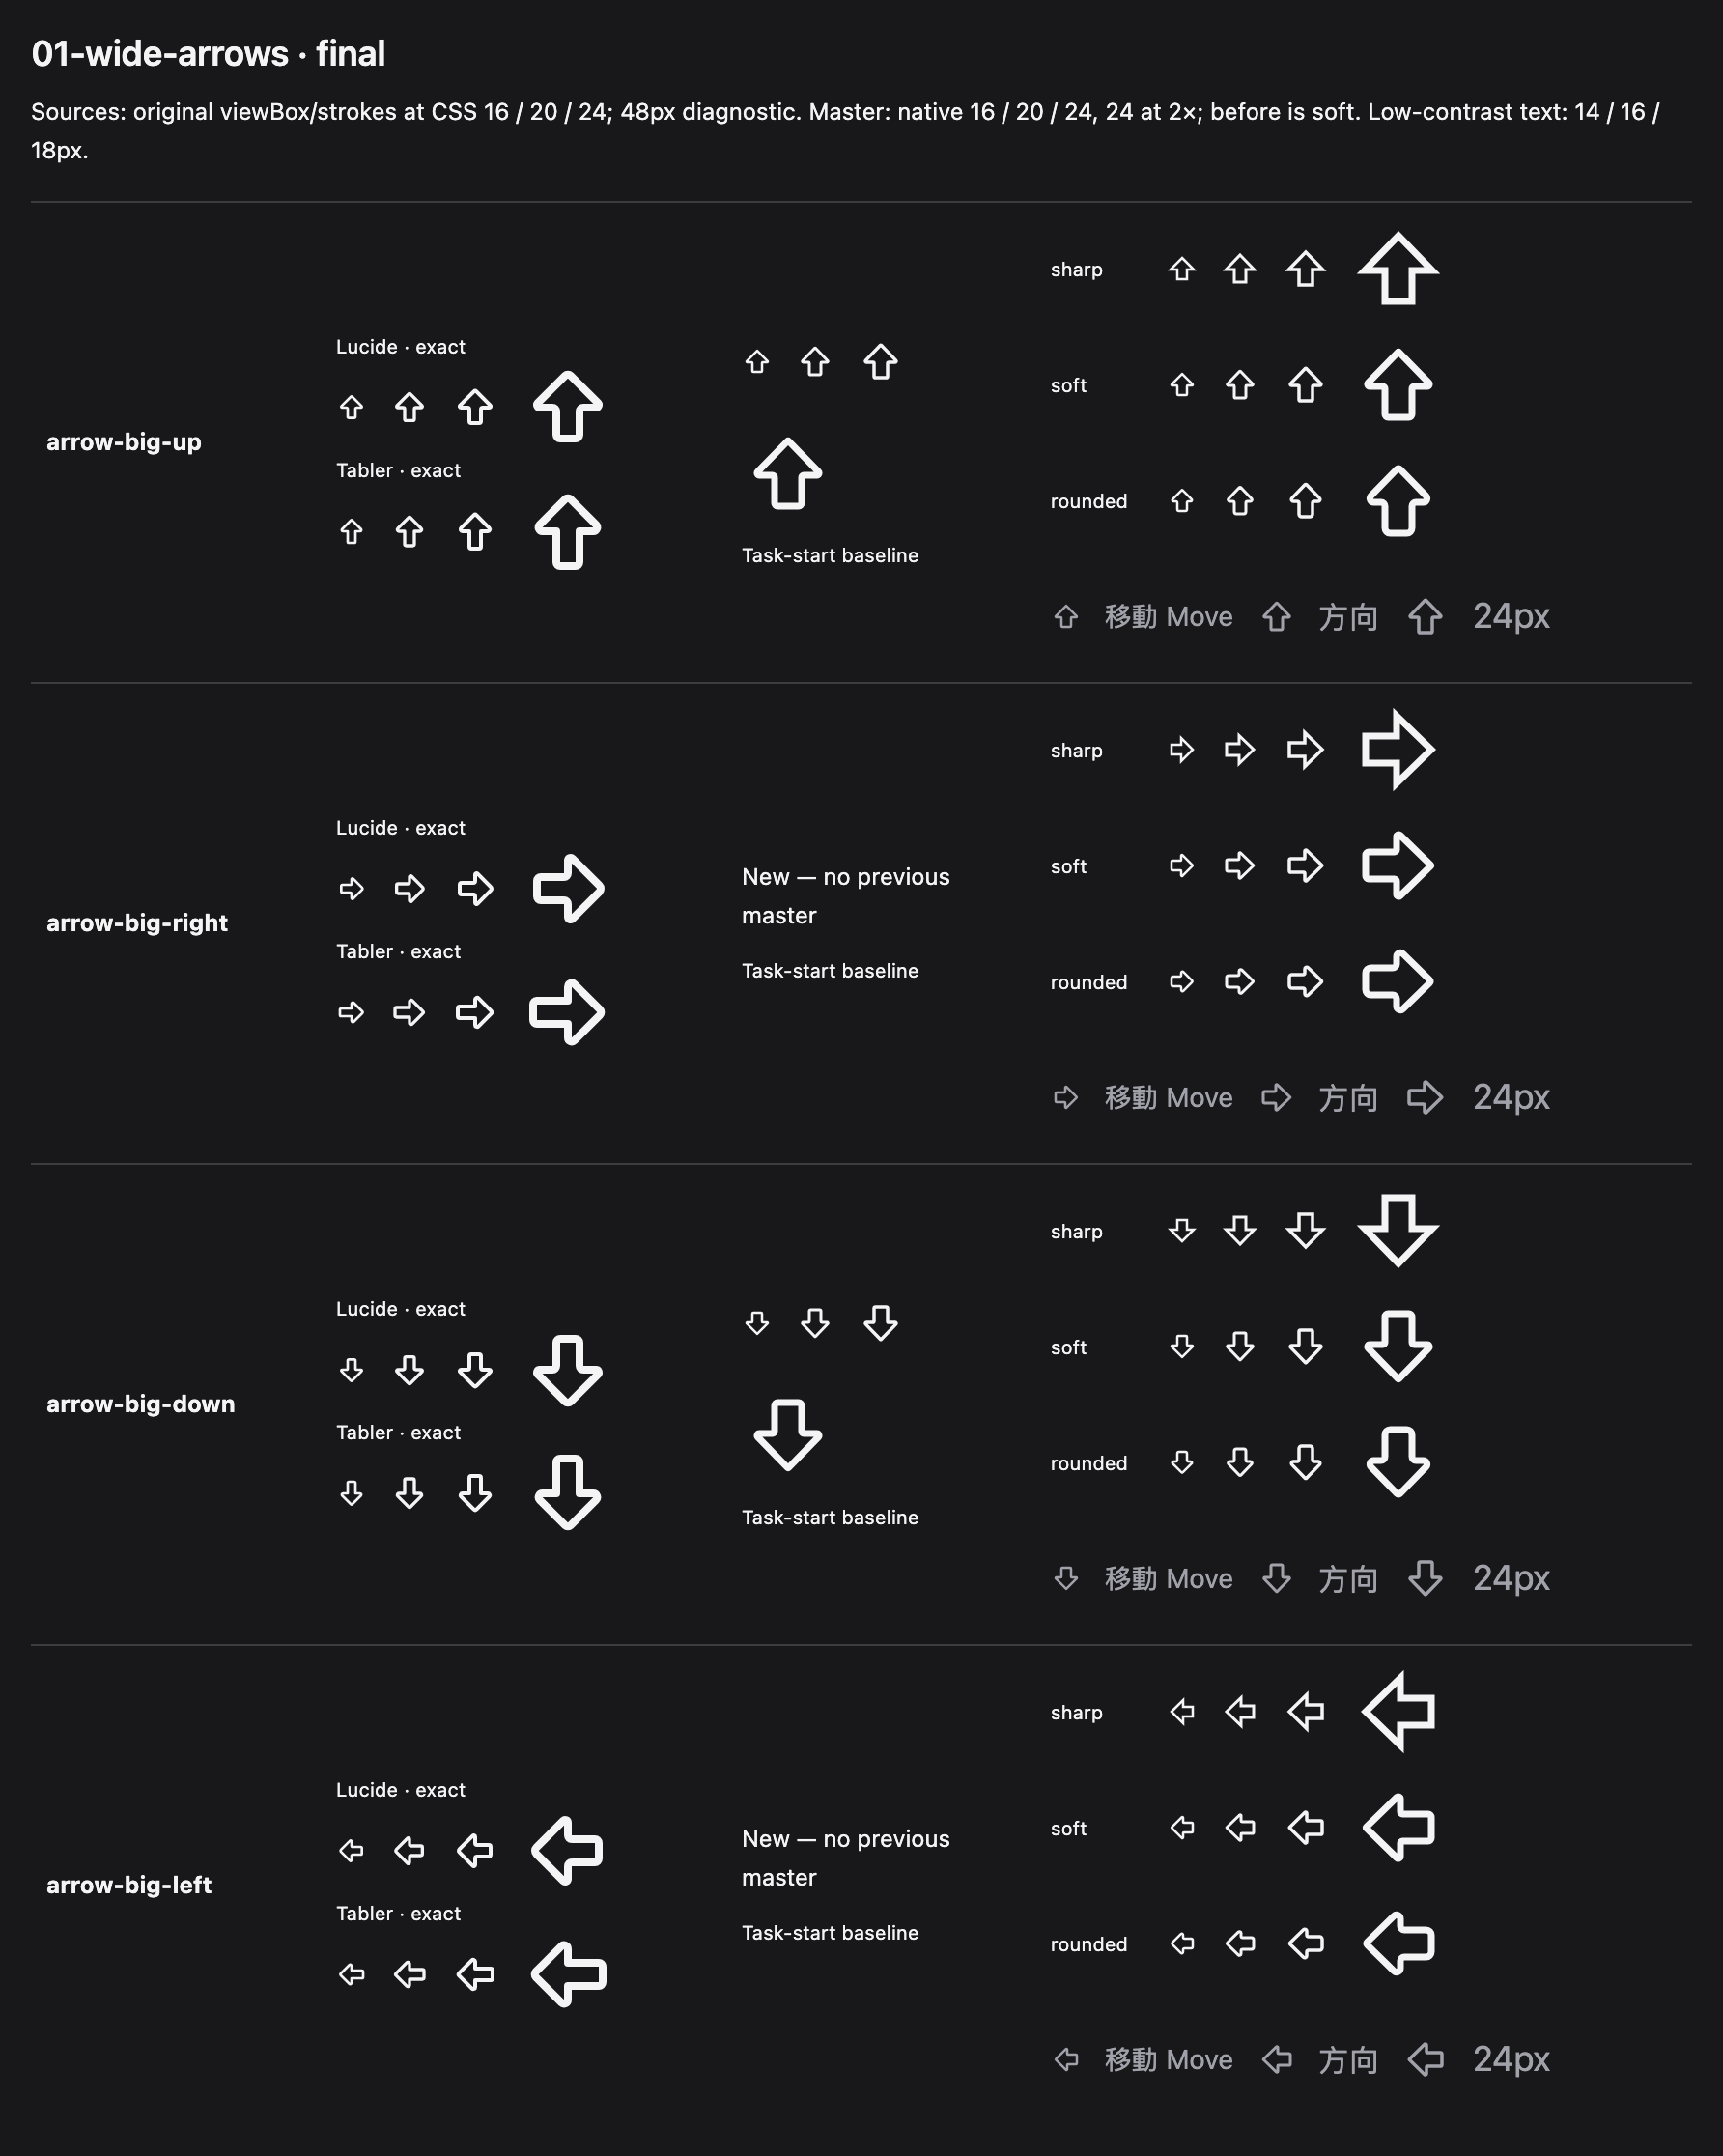 01-wide-arrows · final
Sources: original viewBox/strokes at CSS 16 / 20 / 24; 48px diagnostic. Master: native 16 / 20 / 24, 24 at 2×; before is soft. Low-contrast text: 14 / 16 /
18px.
arrow-big-up
Lucide · exact
Tabler · exact
Task-start baseline
sharp
soft
rounded
移動 Move 方向 24px
arrow-big-right
Lucide · exact
Tabler · exact
New — no previous
master
Task-start baseline
sharp
soft
rounded
移動 Move 方向 24px
arrow-big-down
Lucide · exact
Tabler · exact
Task-start baseline
sharp
soft
rounded
移動 Move 方向 24px
arrow-big-left
Lucide · exact
Tabler · exact
New — no previous
master
Task-start baseline
sharp
soft
rounded
移動 Move 方向 24px